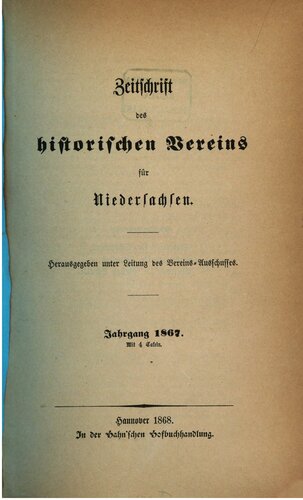 Zeitschrift
des
historischen Vereins
für
Niedersachsen.
Herausgegeben unter Leitung des Vereins-Ausschusses.
Jahrgang 1867.
Mit 4 Tafeln.
Hannover 1868.
In der Hahn'schen Hofbuchhandlung.